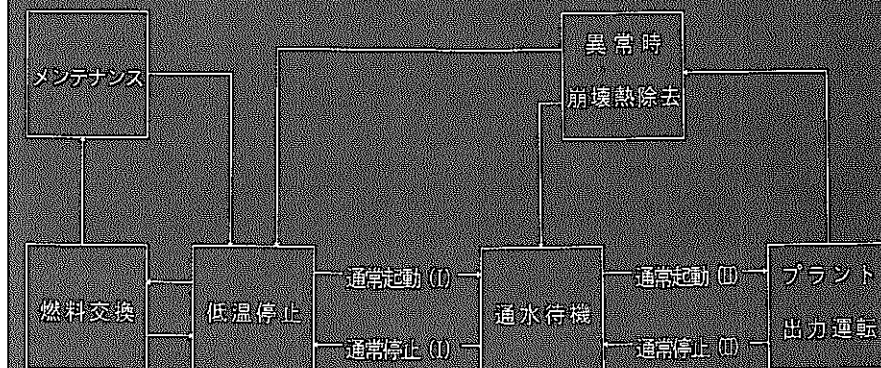 異常時
崩壊熱除去
メンテナンス
燃料交換
低温停止
通常起動 (I)
通常停止 (I)
通水待機
通常起動 (II)
通常停止 (II)
プラント
出力運転